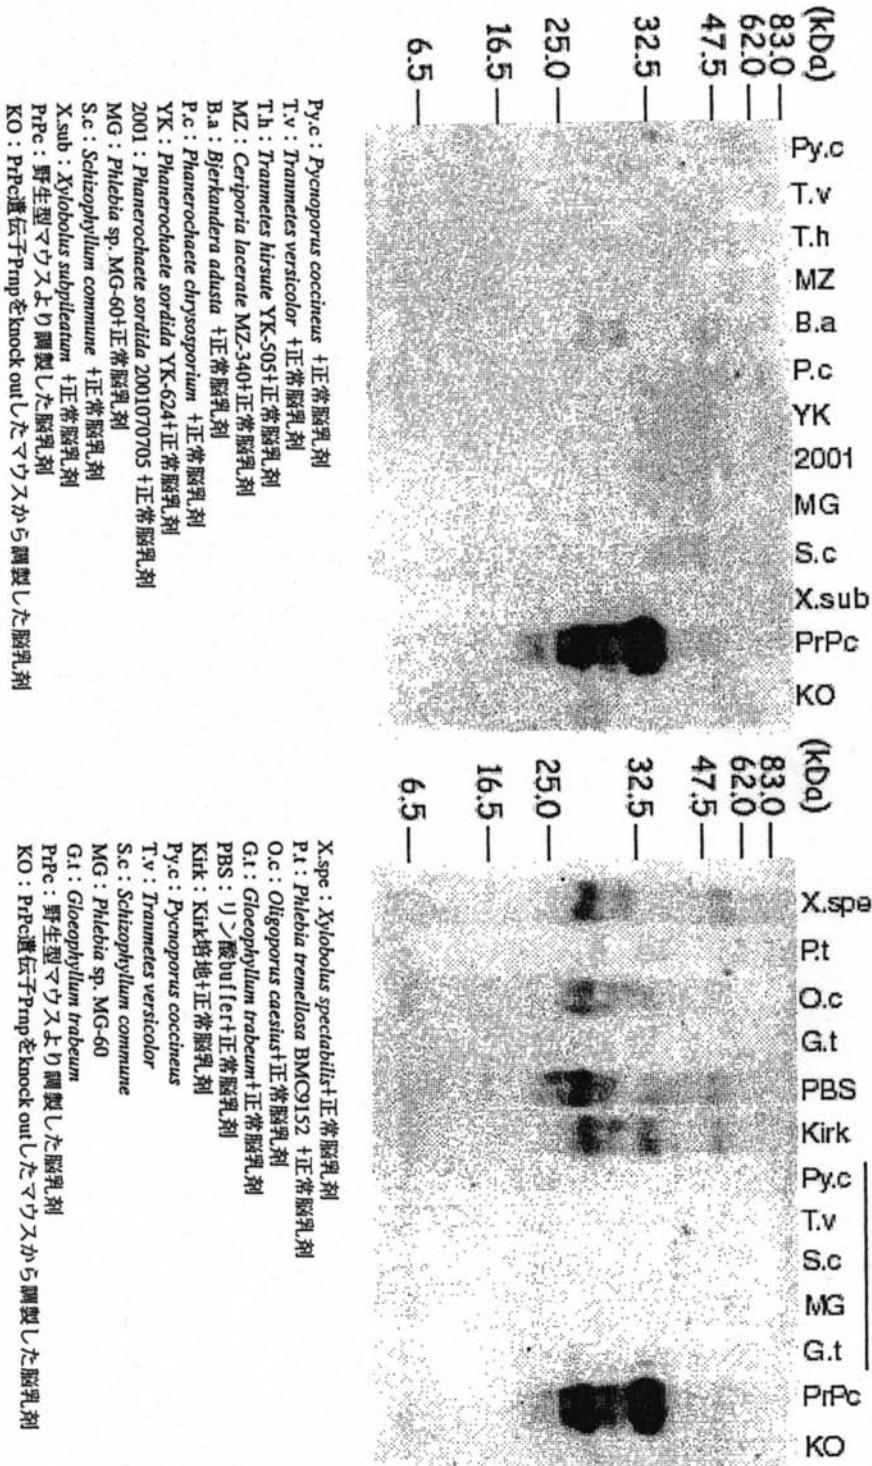 (kDa)
83.0
62.0
47.5
32.5
25.0
16.5
6.5
Py.c
T.v
T.h
MZ
B.a
P.c
YK
2001
MG
S.c
X.sub
PrPc
KO
Py.c : Pycnoporus coccineus +正常脳乳剤
T.v : Tranmetes versicolor +正常脳乳剤
T.h : Tranmetes hirsute YK-505+正常脳乳剤
MZ : Ceriporia lacerate MZ-340+正常脳乳剤
B.a : Bjerkandera adusta +正常脳乳剤
P.c : Phanerochaete chrysosporium +正常脳乳剤
YK : Phanerochaete sordida YK-624+正常脳乳剤
2001 : Phanerochaete sordida 2001070705 +正常脳乳剤
MG : Phlebia sp. MG-60+正常脳乳剤
S.c : Schizophyllum commune +正常脳乳剤
X.sub : Xylobolus subpileatum +正常脳乳剤
PrPc : 野生型マウスより調製した脳乳剤
KO : PrPc遺伝子Prnpをknock outしたマウスから調製した脳乳剤
(kDa)
83.0
62.0
47.5
32.5
25.0
16.5
6.5
X.spe
P.t
O.c
G.t
PBS
Kirk
Py.c
T.v
S.c
MG
G.t
PrPc
KO
X.spe : Xylobolus spectabilis+正常脳乳剤
P.t : Phlebia tremellosa BMC9152 +正常脳乳剤
O.c : Oligoporus caesius+正常脳乳剤
G.t : Gloeophyllum trabeum+正常脳乳剤
PBS : リン酸buffer+正常脳乳剤
Kirk : Kirk培地+正常脳乳剤
Py.c : Pycnoporus coccineus
T.v : Tranmetes versicolor
S.c : Schizophyllum commune
MG : Phlebia sp. MG-60
G.t : Gloeophyllum trabeum
PrPc : 野生型マウスより調製した脳乳剤
KO : PrPc遺伝子Prnpをknock outしたマウスから調製した脳乳剤